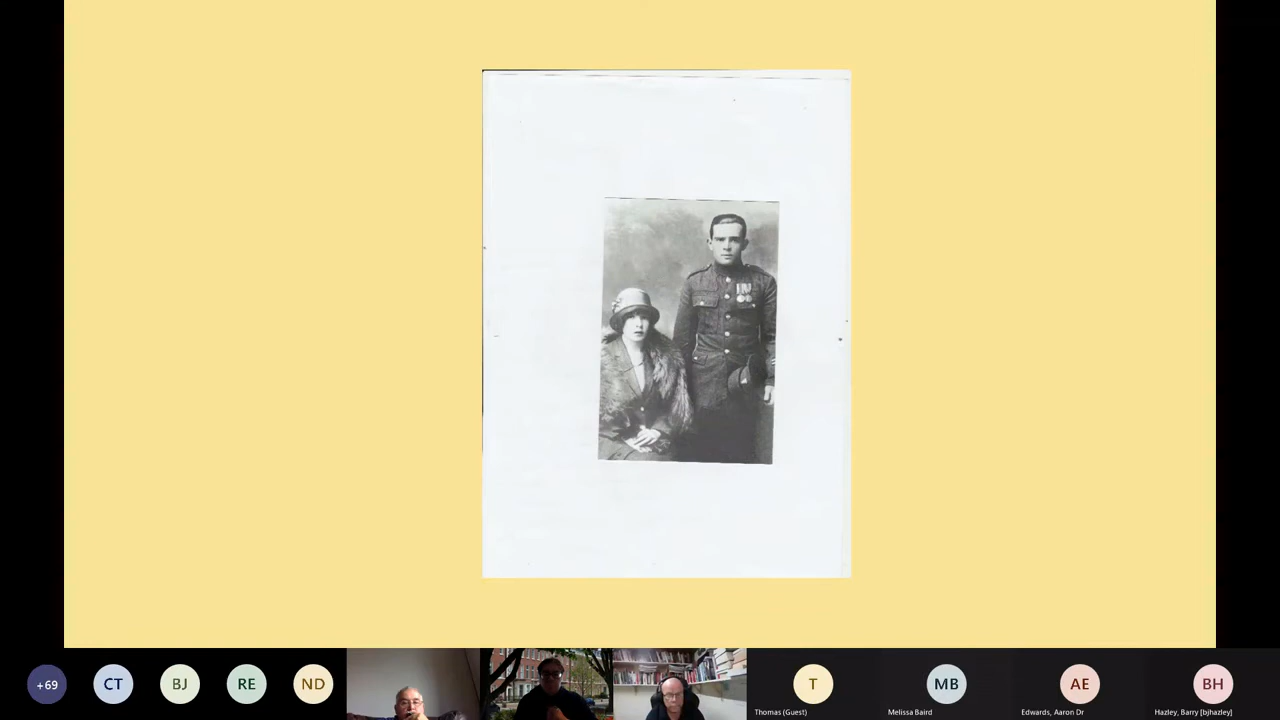 +69
CT
BJ
RE
ND
T
MB
AE
BH
Thomas (Guest)
Melissa Baird
Edwards, Aaron Dr
Hazley, Barry [bjhazley]